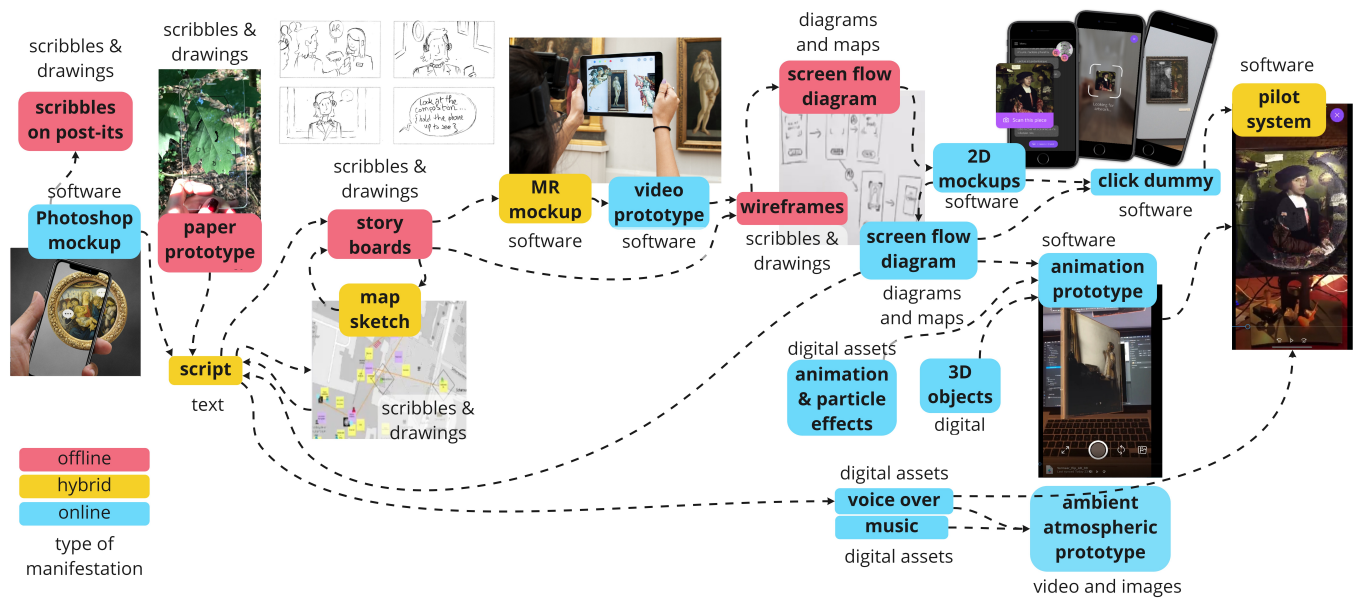 scribbles &
drawings
scribbles
on post-its
software
Photoshop
mockup
scribbles &
drawings
paper
prototype
script
text
Look at the
composition...
hold the phone
up to see?
scribbles &
drawings
story
boards
map
sketch
scribbles &
drawings
MR
mockup
software
video
prototype
software
diagrams
and maps
screen flow
diagram
wireframes
scribbles &
drawings
2D
mockups
software
screen flow
diagram
diagrams
and maps
Scan this piece
click dummy
software
software
pilot
system
software
animation
prototype
digital assets
animation
& particle
effects
3D
objects
digital
digital assets
voice over
music
digital assets
ambient
atmospheric
prototype
video and images
offline
hybrid
online
type of
manifestation